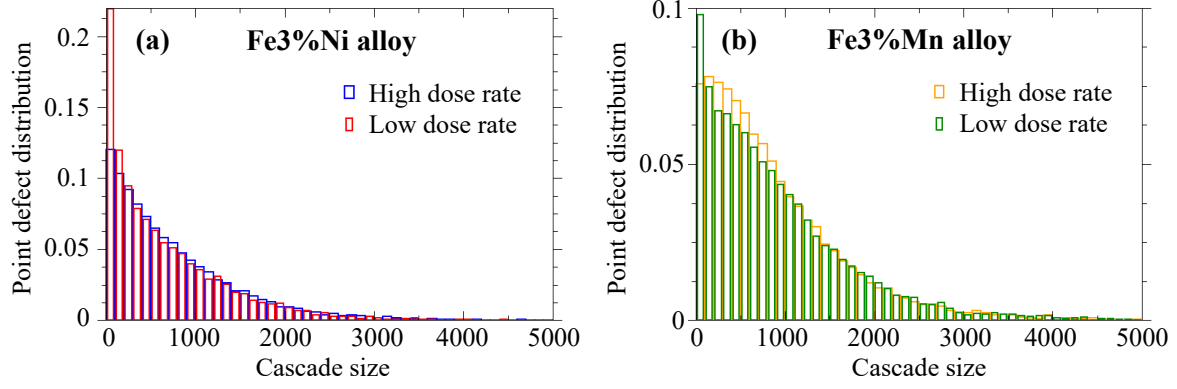 (a) Fe3%Ni alloy
High dose rate
Low dose rate
Point defect distribution
0.2
0.15
0.1
0.05
0
0 1000 2000 3000 4000 5000
Cascade size
(b) Fe3%Mn alloy
High dose rate
Low dose rate
Point defect distribution
0.1
0.05
0
0 1000 2000 3000 4000 5000
Cascade size